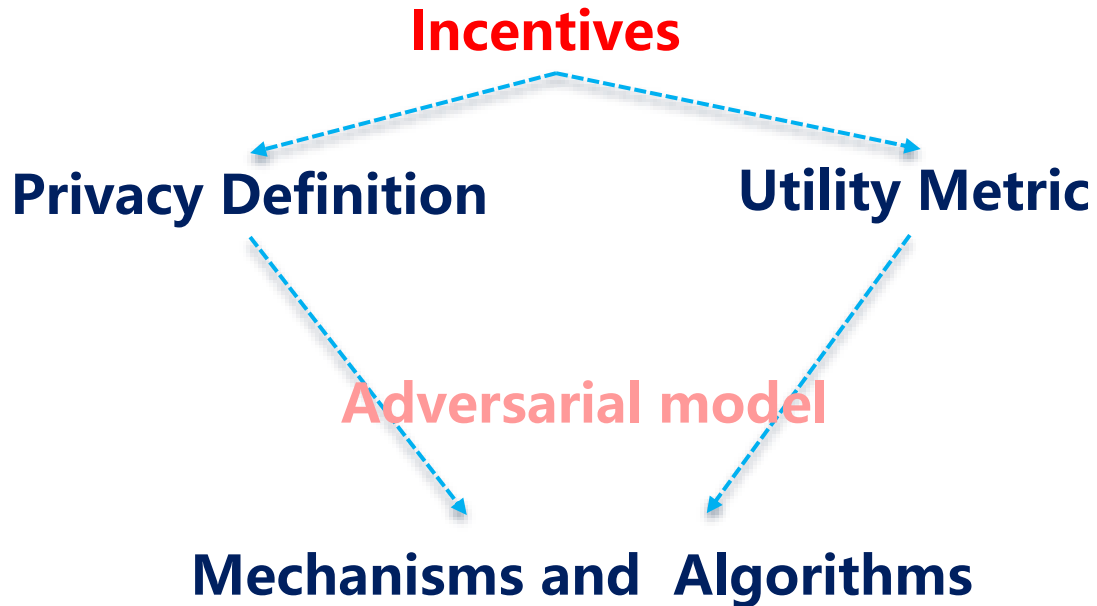 Incentives
Privacy Definition
Utility Metric
Adversarial model
Mechanisms and Algorithms